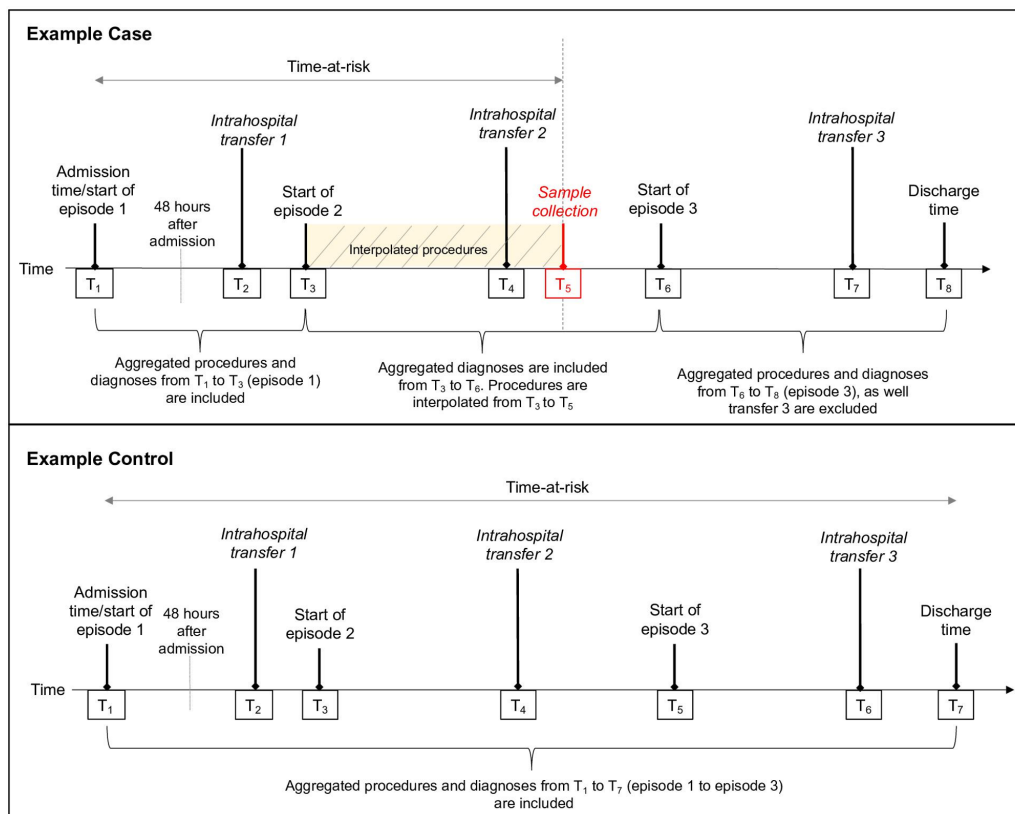 Example Case
Time-at-risk
Intrahospital
transfer 1
Intrahospital
transfer 2
Intrahospital
transfer 3
Admission
time/start of
episode 1
48 hours
after
admission
Start of
episode 2
Sample
collection
Start of
episode 3
Discharge
time
Interpolated procedures
Time
T₁
T₂
T₃
T₄
T₅
T₆
T₇
T₈
Aggregated procedures and
diagnoses from T₁ to T₃ (episode 1)
are included
Aggregated diagnoses are included
from T₃ to T₆. Procedures are
interpolated from T₃ to T₅
Aggregated procedures and diagnoses
from T₆ to T₈ (episode 3), as well
transfer 3 are excluded
Example Control
Time-at-risk
Intrahospital
transfer 1
Intrahospital
transfer 2
Intrahospital
transfer 3
Admission
time/start of
episode 1
48 hours
after
admission
Start of
episode 2
Start of
episode 3
Discharge
time
Time
T₁
T₂
T₃
T₄
T₅
T₆
T₇
Aggregated procedures and diagnoses from T₁ to T₇ (episode 1 to episode 3)
are included